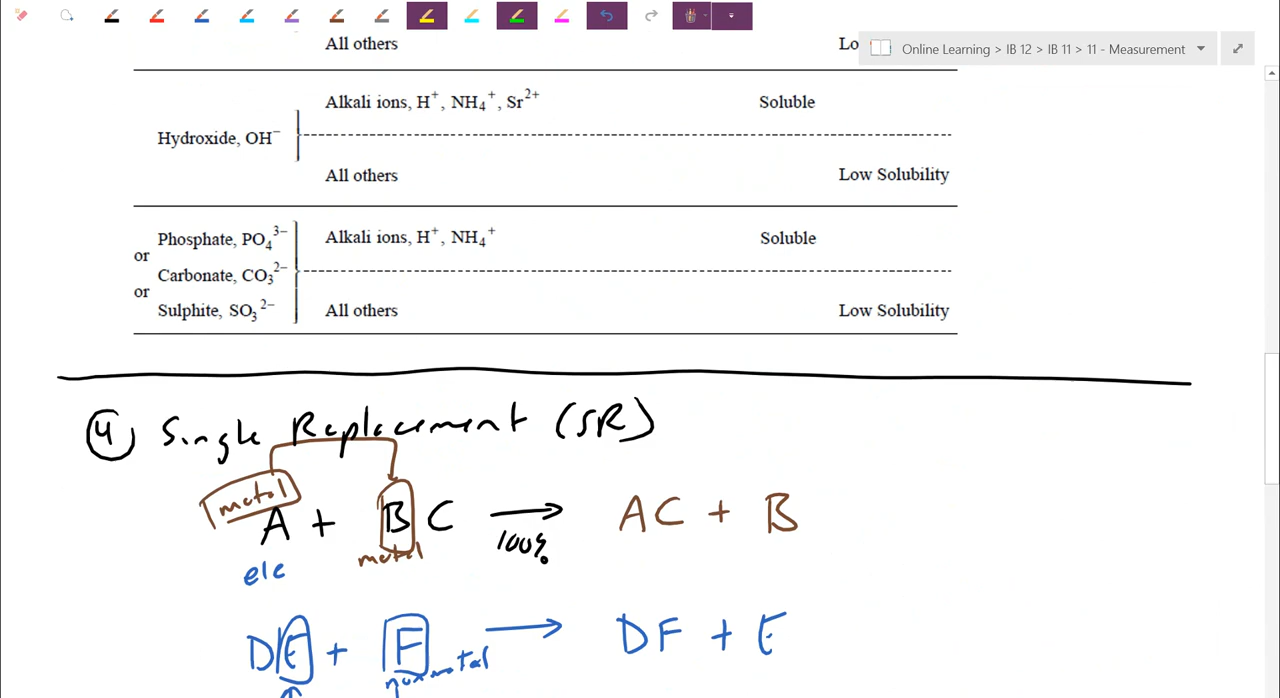 All others Lo
Online Learning > IB 12 > IB 11 > 11 - Measurement
Alkali ions, H⁺, NH₄⁺, Sr²⁺ Soluble
Hydroxide, OH⁻
All others Low Solubility
Phosphate, PO₄³⁻ Alkali ions, H⁺, NH₄⁺ Soluble
or
Carbonate, CO₃²⁻
or
Sulphite, SO₃²⁻ All others Low Solubility
④ Single Replacement (SR)
metal
A + BC → AC + B
100%
ele metal
DE + F → DF + E
nonmetal